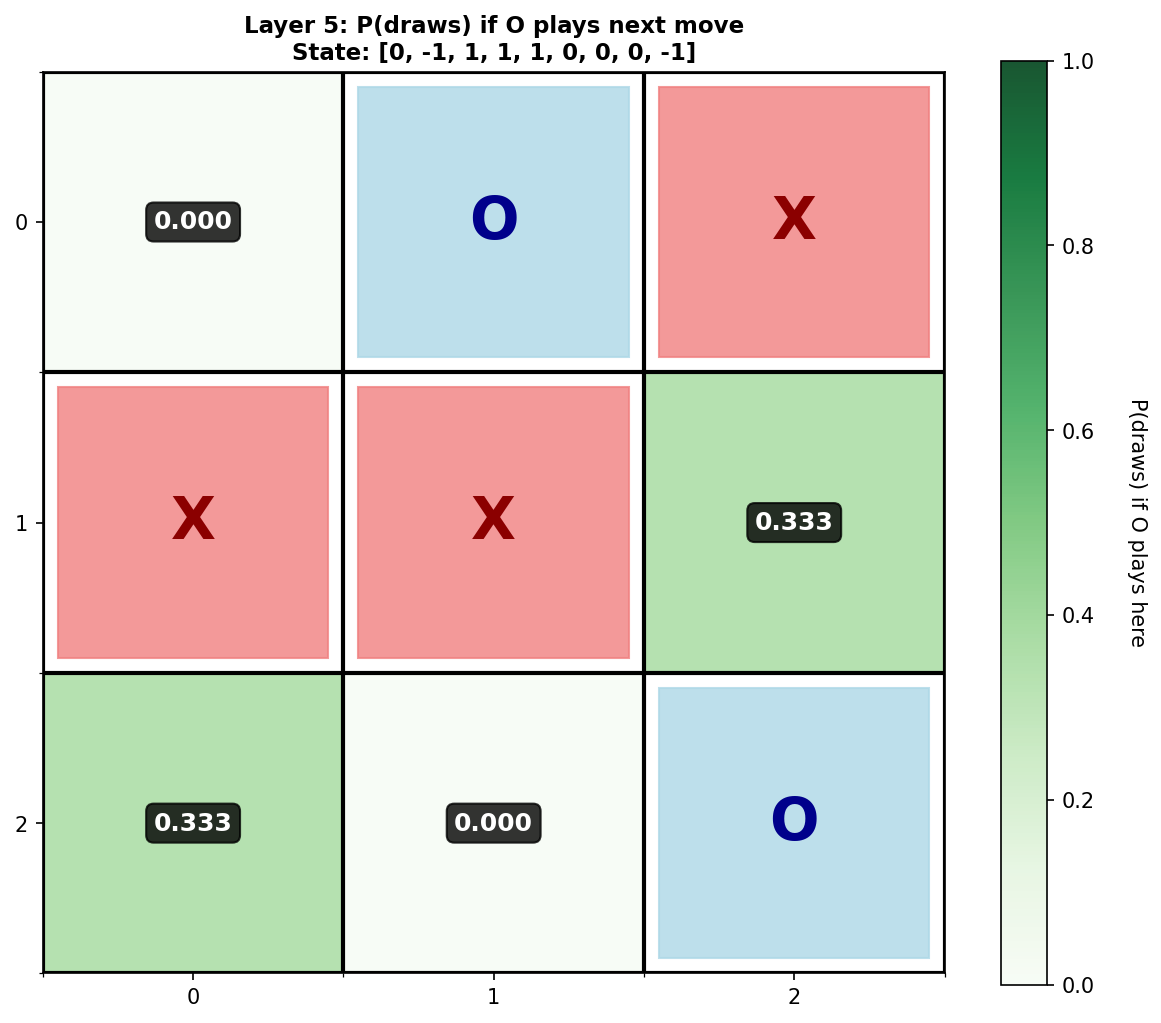 Layer 5: P(draws) if O plays next move
State: [0, -1, 1, 1, 1, 0, 0, 0, -1]
0
0.000
O
X
1
X
X
0.333
2
0.333
0.000
O
0
1
2
1.0
0.8
0.6
0.4
0.2
0.0
P(draws) if O plays here